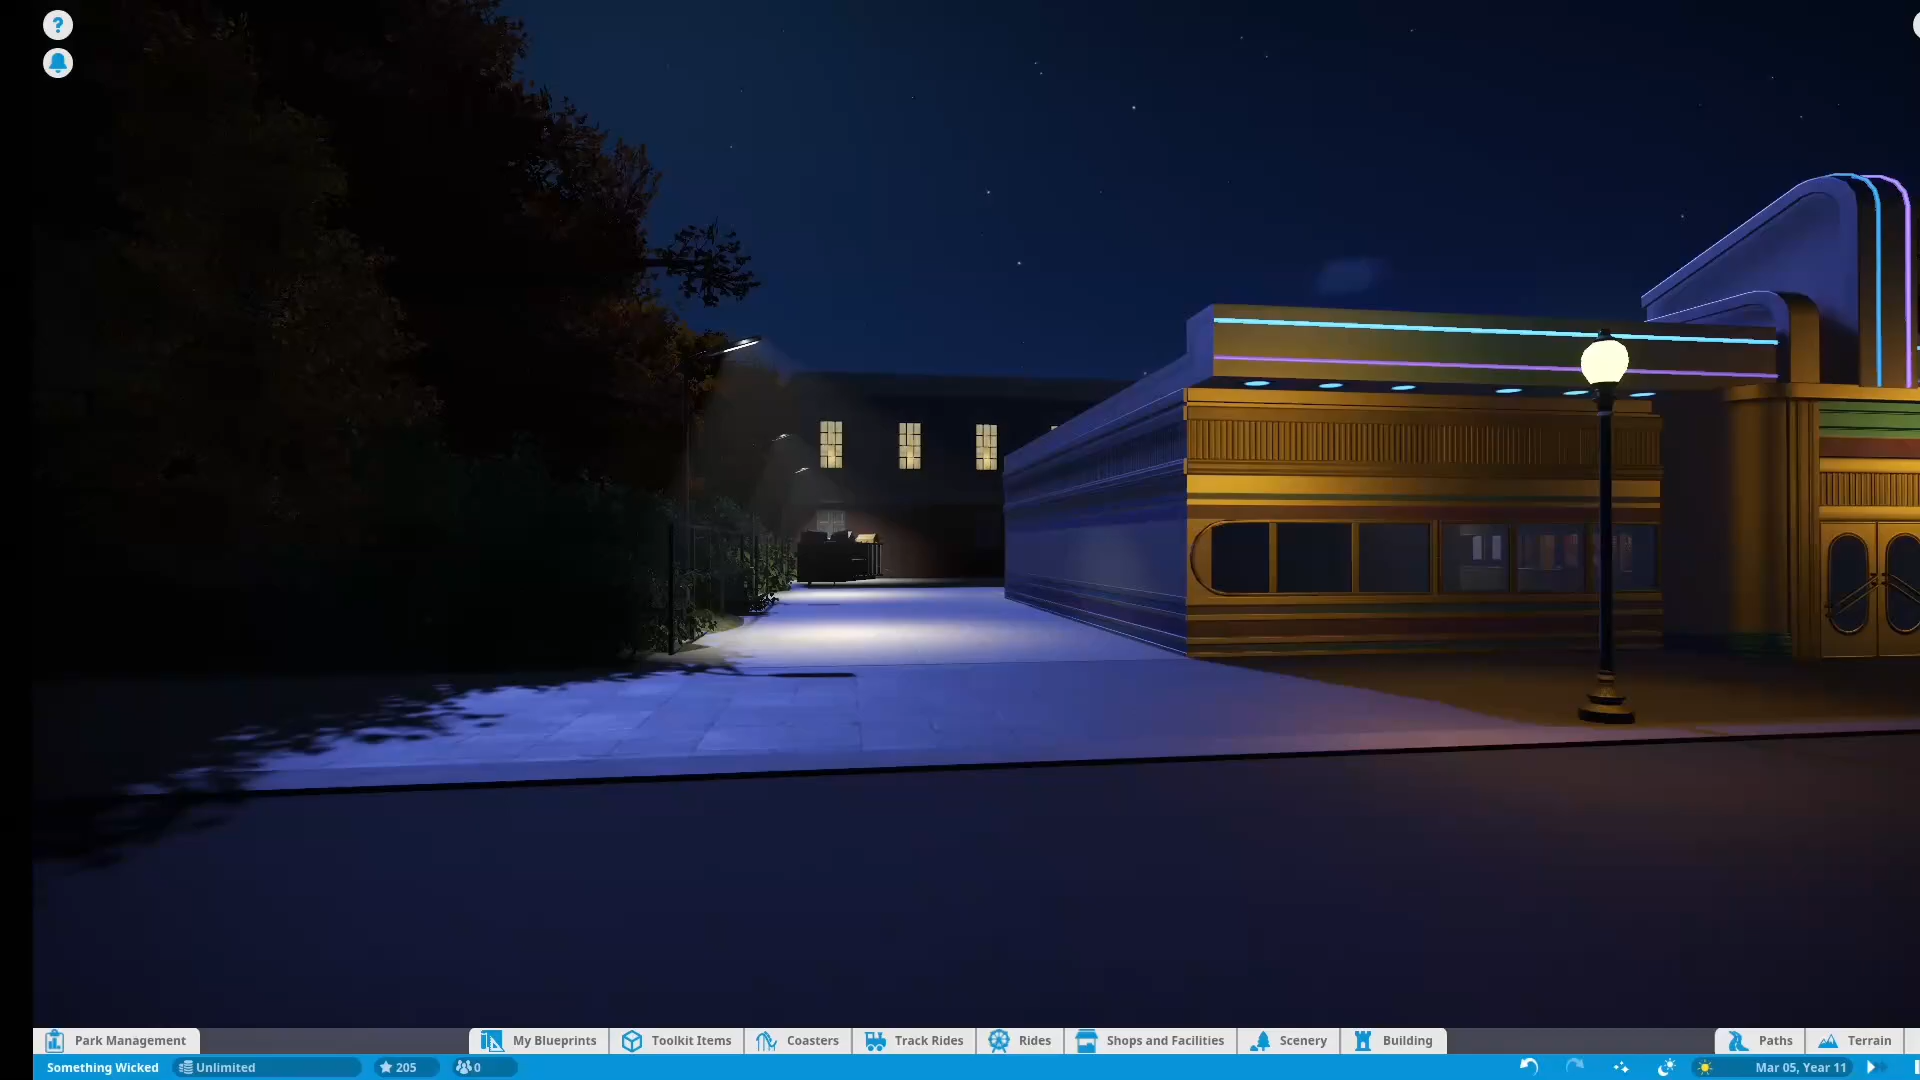 ?
Park Management
My Blueprints
Toolkit Items
Coasters
Track Rides
Rides
Shops and Facilities
Scenery
Building
Paths
Terrain
Something Wicked
Unlimited
205
0
Mar 05, Year 11